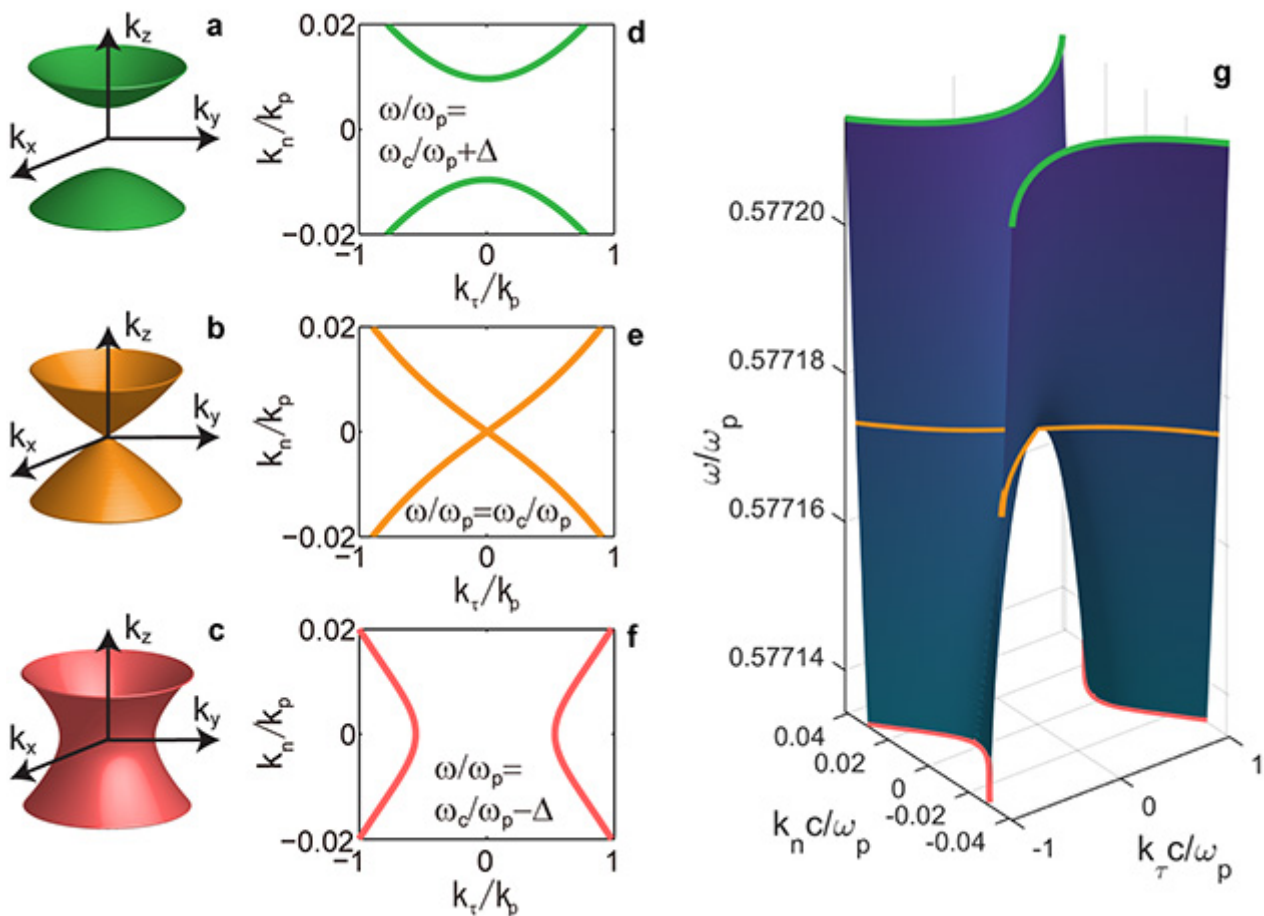 a
k_z
k_y
k_x
b
k_z
k_y
k_x
c
k_z
k_y
k_x
d
0.02
k_n/k_p
0
−0.02
ω/ω_p=
ω_c/ω_p+Δ
−1
0
1
k_τ/k_p
e
0.02
k_n/k_p
0
−0.02
ω/ω_p=ω_c/ω_p
−1
0
1
k_τ/k_p
f
0.02
k_n/k_p
0
−0.02
ω/ω_p=
ω_c/ω_p−Δ
−1
0
1
k_τ/k_p
g
0.57720
0.57718
0.57716
0.57714
ω/ω_p
0.04
0.02
0
-0.02
-0.04
k_n c/ω_p
-1
0
1
k_τ c/ω_p